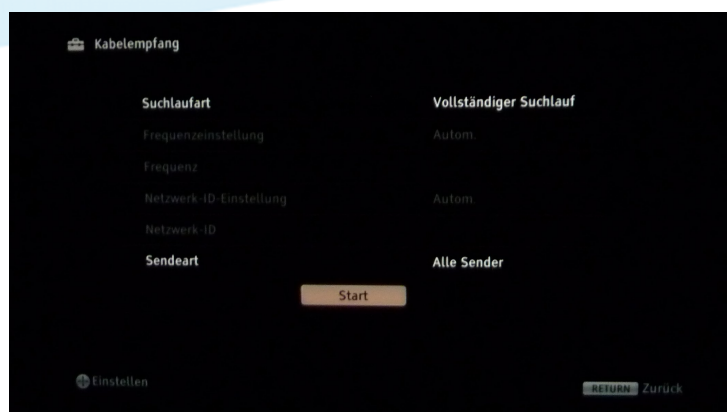 Kabelempfang
Suchlaufart Vollständiger Suchlauf
Frequenzeinstellung Autom.
Frequenz
Netzwerk-ID-Einstellung Autom.
Netzwerk-ID
Sendeart Alle Sender
Start
Einstellen RETURN Zurück